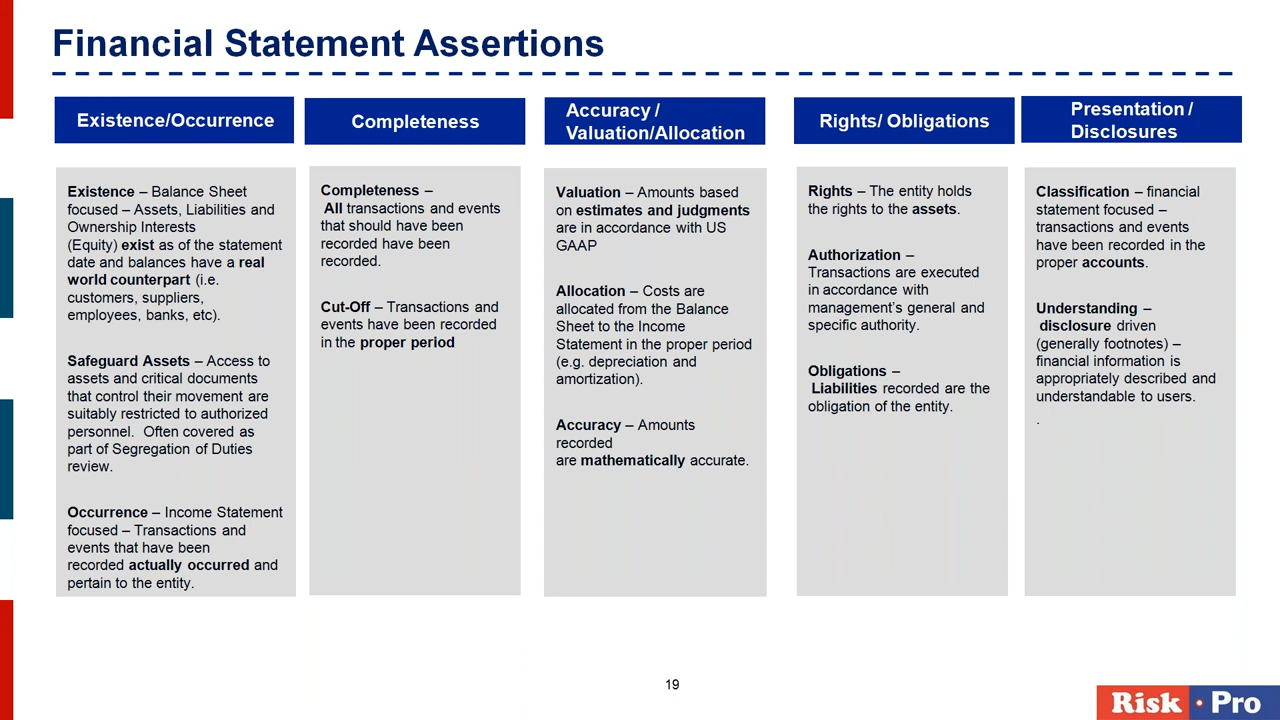 Financial Statement Assertions
Existence/Occurrence
Existence – Balance Sheet
focused – Assets, Liabilities and
Ownership Interests
(Equity) exist as of the statement
date and balances have a real
world counterpart (i.e.
customers, suppliers,
employees, banks, etc).
Safeguard Assets – Access to
assets and critical documents
that control their movement are
suitably restricted to authorized
personnel. Often covered as
part of Segregation of Duties
review.
Occurrence – Income Statement
focused – Transactions and
events that have been
recorded actually occurred and
pertain to the entity.
Completeness
Completeness –
All transactions and events
that should have been
recorded have been
recorded.
Cut-Off – Transactions and
events have been recorded
in the proper period
Accuracy /
Valuation/Allocation
Valuation – Amounts based
on estimates and judgments
are in accordance with US
GAAP
Allocation – Costs are
allocated from the Balance
Sheet to the Income
Statement in the proper period
(e.g. depreciation and
amortization).
Accuracy – Amounts
recorded
are mathematically accurate.
Rights/ Obligations
Rights – The entity holds
the rights to the assets.
Authorization –
Transactions are executed
in accordance with
management's general and
specific authority.
Obligations –
Liabilities recorded are the
obligation of the entity.
Presentation /
Disclosures
Classification – financial
statement focused –
transactions and events
have been recorded in the
proper accounts.
Understanding –
disclosure driven
(generally footnotes) –
financial information is
appropriately described and
understandable to users.
.
19
Risk • Pro